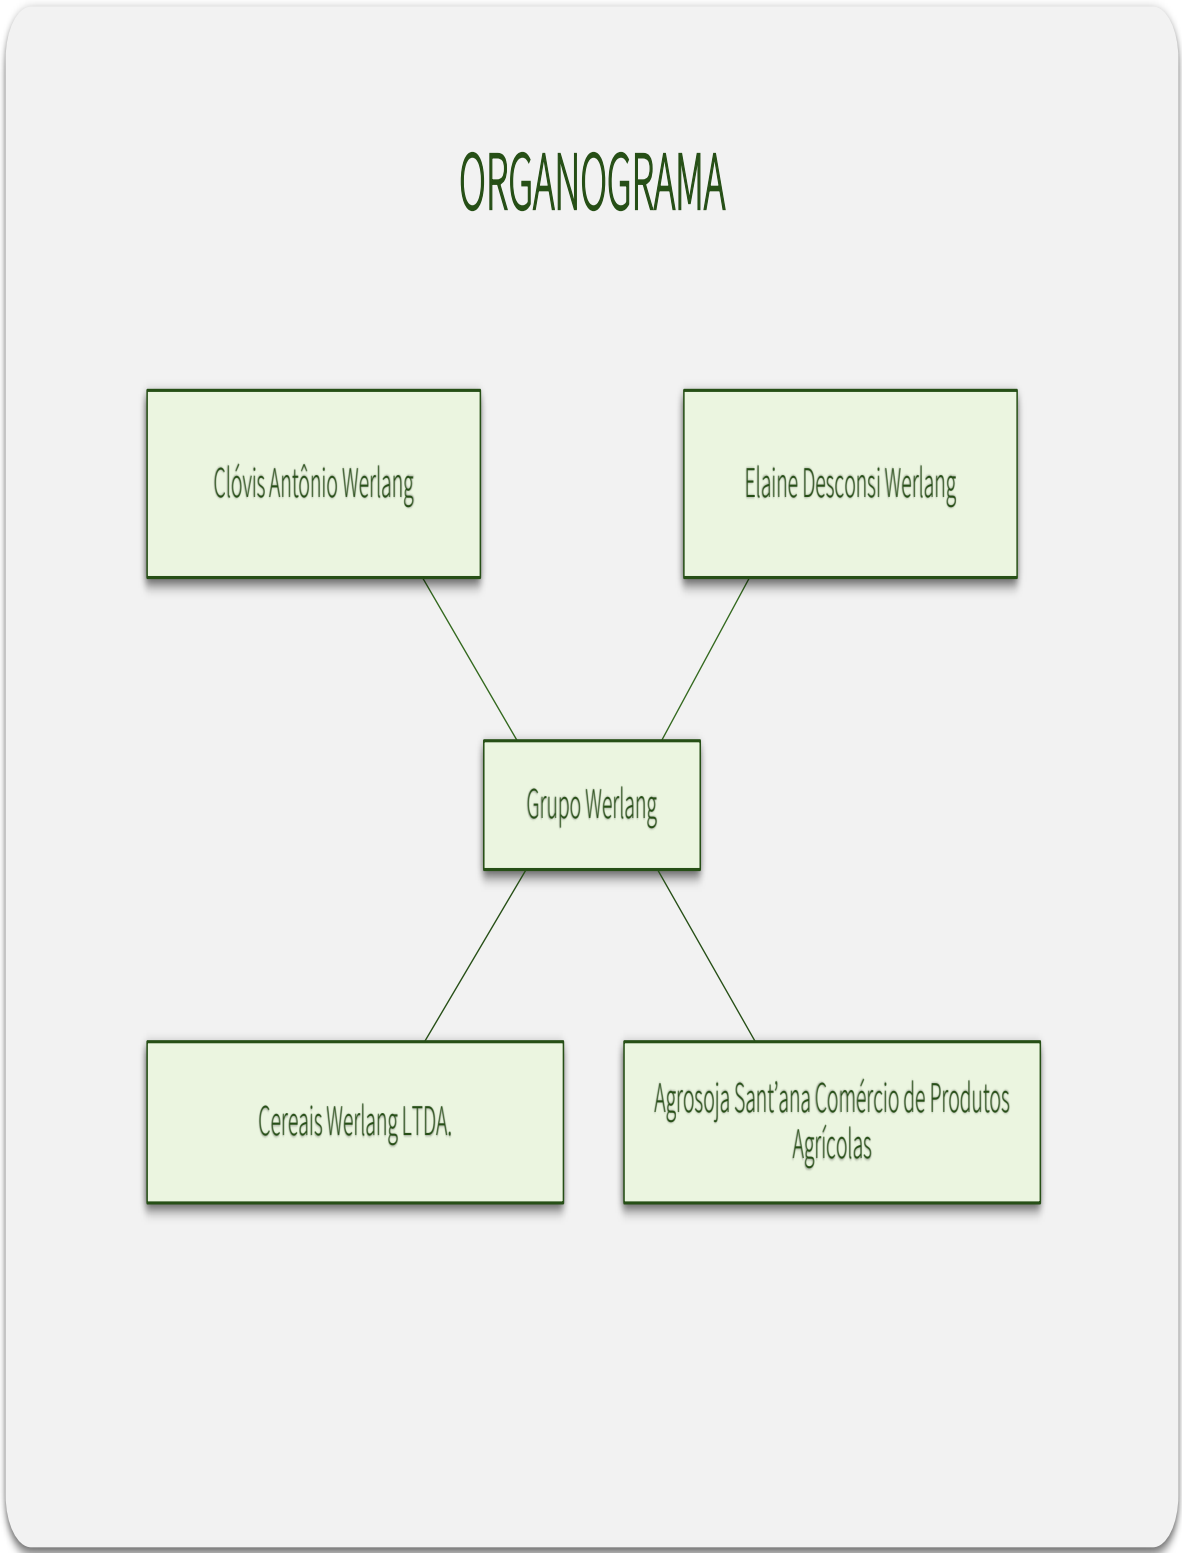 ORGANOGRAMA
Clóvis Antônio Werlang
Elaine Desconsi Werlang
Grupo Werlang
Cereais Werlang LTDA.
Agrosoja Sant’ana Comércio de Produtos
Agrícolas